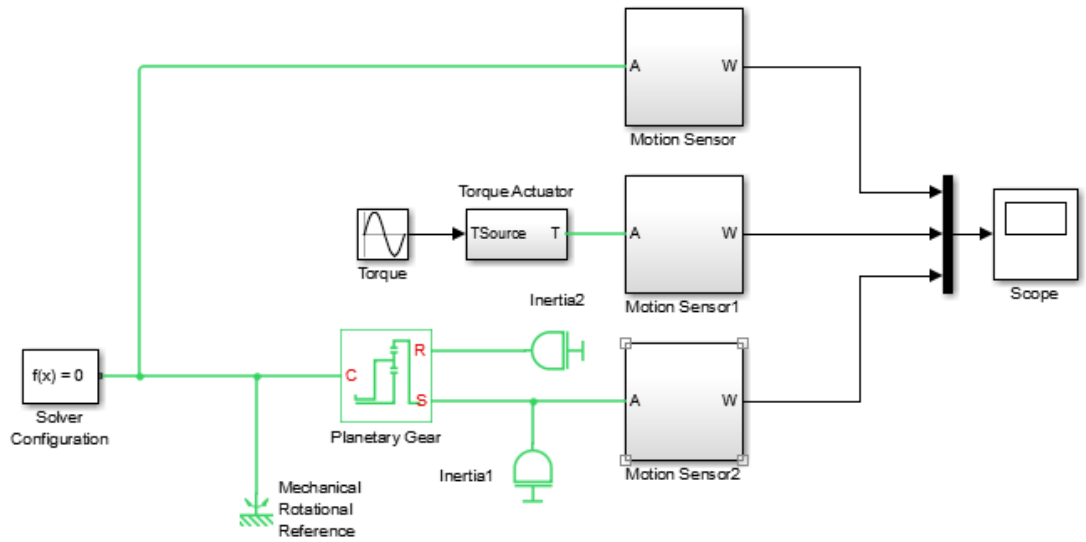 A
W
Motion Sensor
Torque Actuator
TSource
T
A
W
Torque
Motion Sensor1
Scope
Inertia2
f(x) = 0
C
R
S
A
W
Solver
Configuration
Planetary Gear
Inertia1
Motion Sensor2
Mechanical
Rotational
Reference